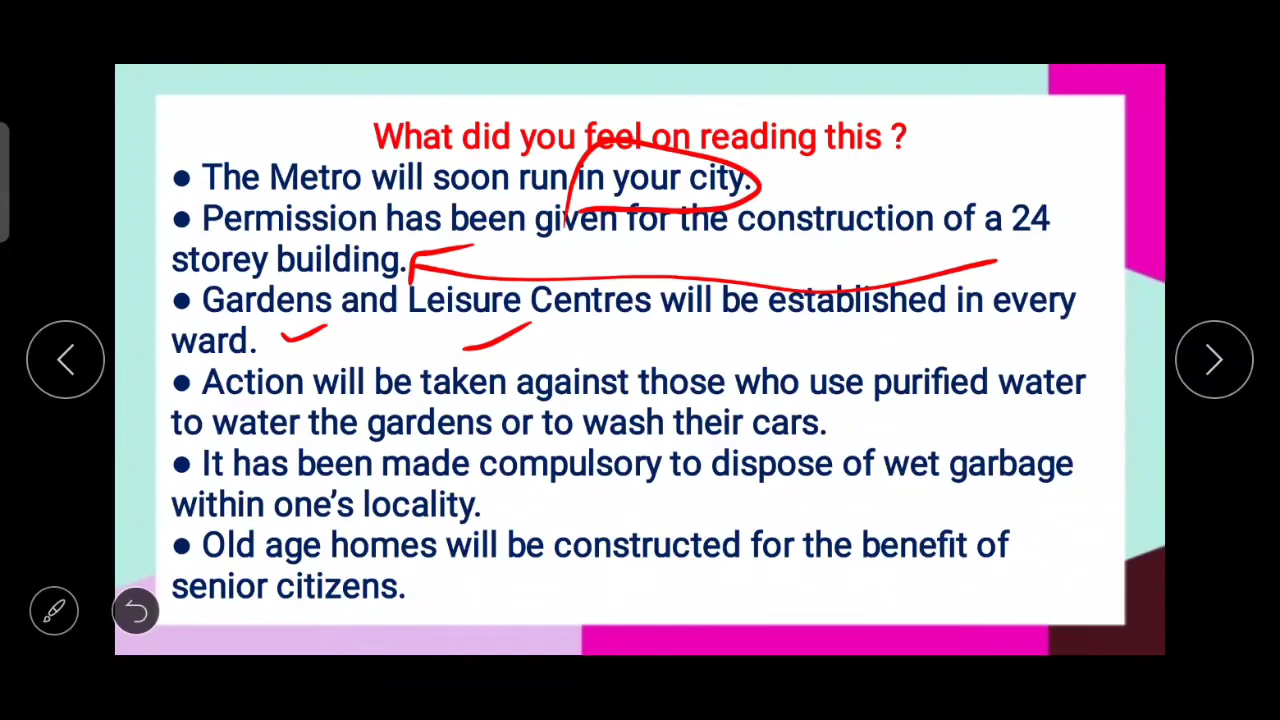 What did you feel on reading this ?
● The Metro will soon run in your city.
● Permission has been given for the construction of a 24
storey building.
● Gardens and Leisure Centres will be established in every
ward.
● Action will be taken against those who use purified water
to water the gardens or to wash their cars.
● It has been made compulsory to dispose of wet garbage
within one’s locality.
● Old age homes will be constructed for the benefit of
senior citizens.